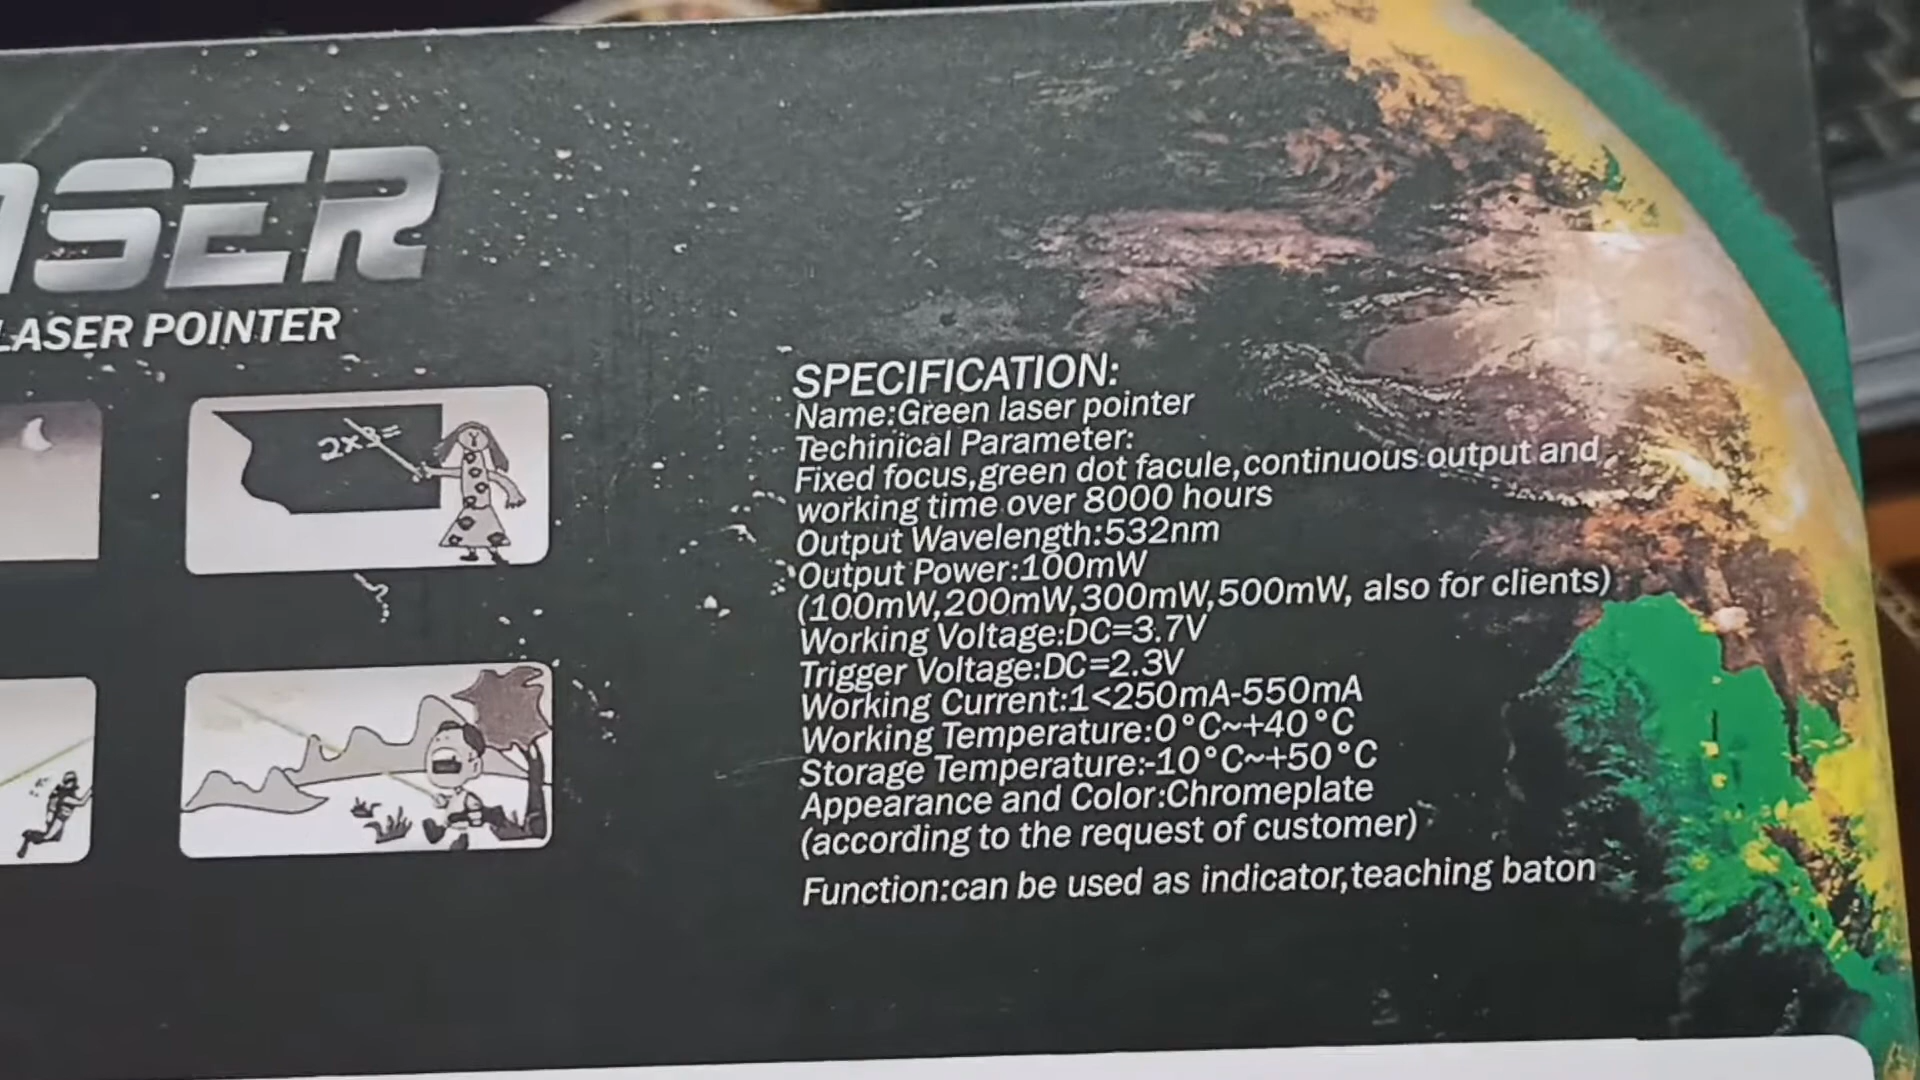 ASER
LASER POINTER
2x3=
SPECIFICATION:
Name:Green laser pointer
Techinical Parameter:
Fixed focus,green dot facule,continuous output and
working time over 8000 hours
Output Wavelength:532nm
Output Power:100mW
(100mW,200mW,300mW,500mW, also for clients)
Working Voltage:DC=3.7V
Trigger Voltage:DC=2.3V
Working Current:1<250mA-550mA
Working Temperature:0°C~+40°C
Storage Temperature:-10°C~+50°C
Appearance and Color:Chromeplate
(according to the request of customer)
Function:can be used as indicator,teaching baton